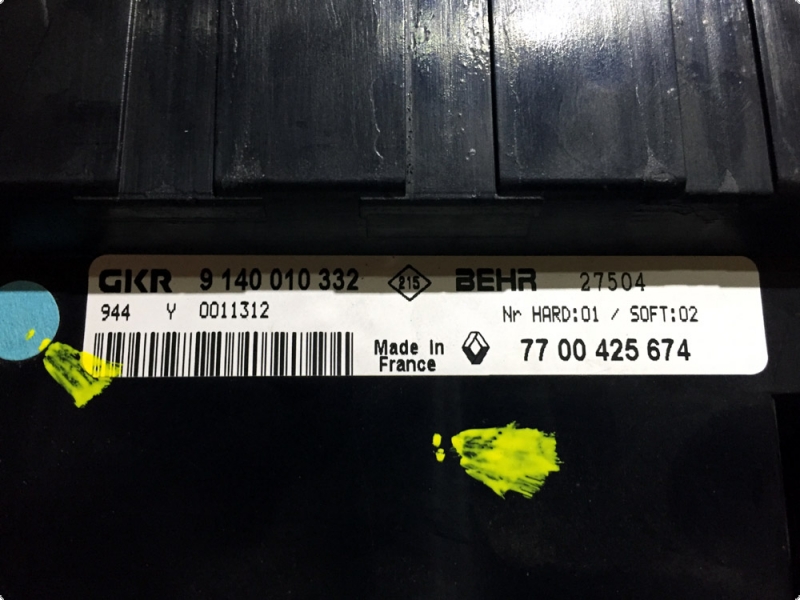 GKR 9 140 010 332 215 BEHR 27504
944 Y 0011312 Nr HARD:01 / SOFT:02
Made In
France
77 00 425 674